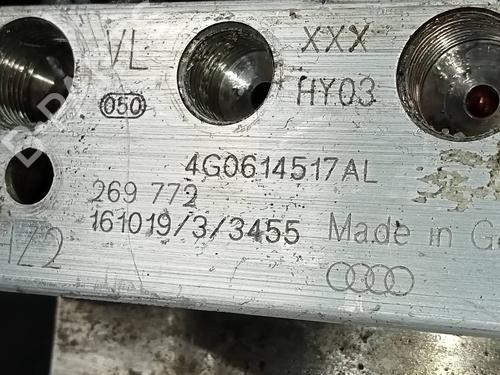 VL XXX
050 HY03
4G0614517AL
269 772
161019/3/3455 Made in G
HZ2